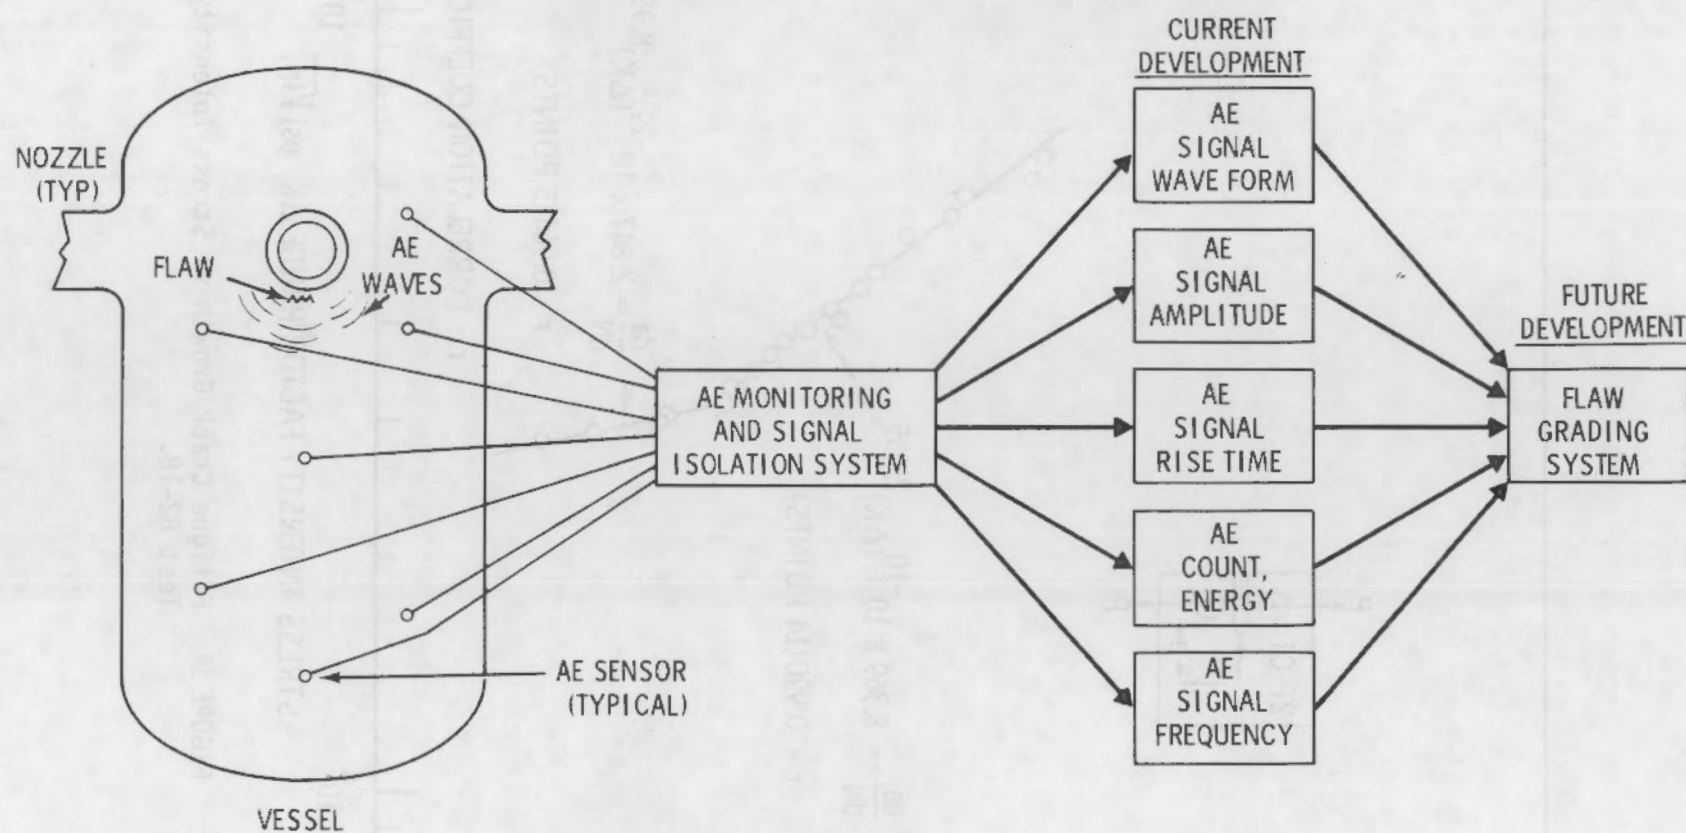 CURRENT
DEVELOPMENT
AE
SIGNAL
WAVE FORM
NOZZLE
(TYP)
FLAW
AE
WAVES
AE
SIGNAL
AMPLITUDE
FUTURE
DEVELOPMENT
AE MONITORING
AND SIGNAL
ISOLATION SYSTEM
AE
SIGNAL
RISE TIME
FLAW
GRADING
SYSTEM
AE
COUNT,
ENERGY
AE SENSOR
(TYPICAL)
AE
SIGNAL
FREQUENCY
VESSEL